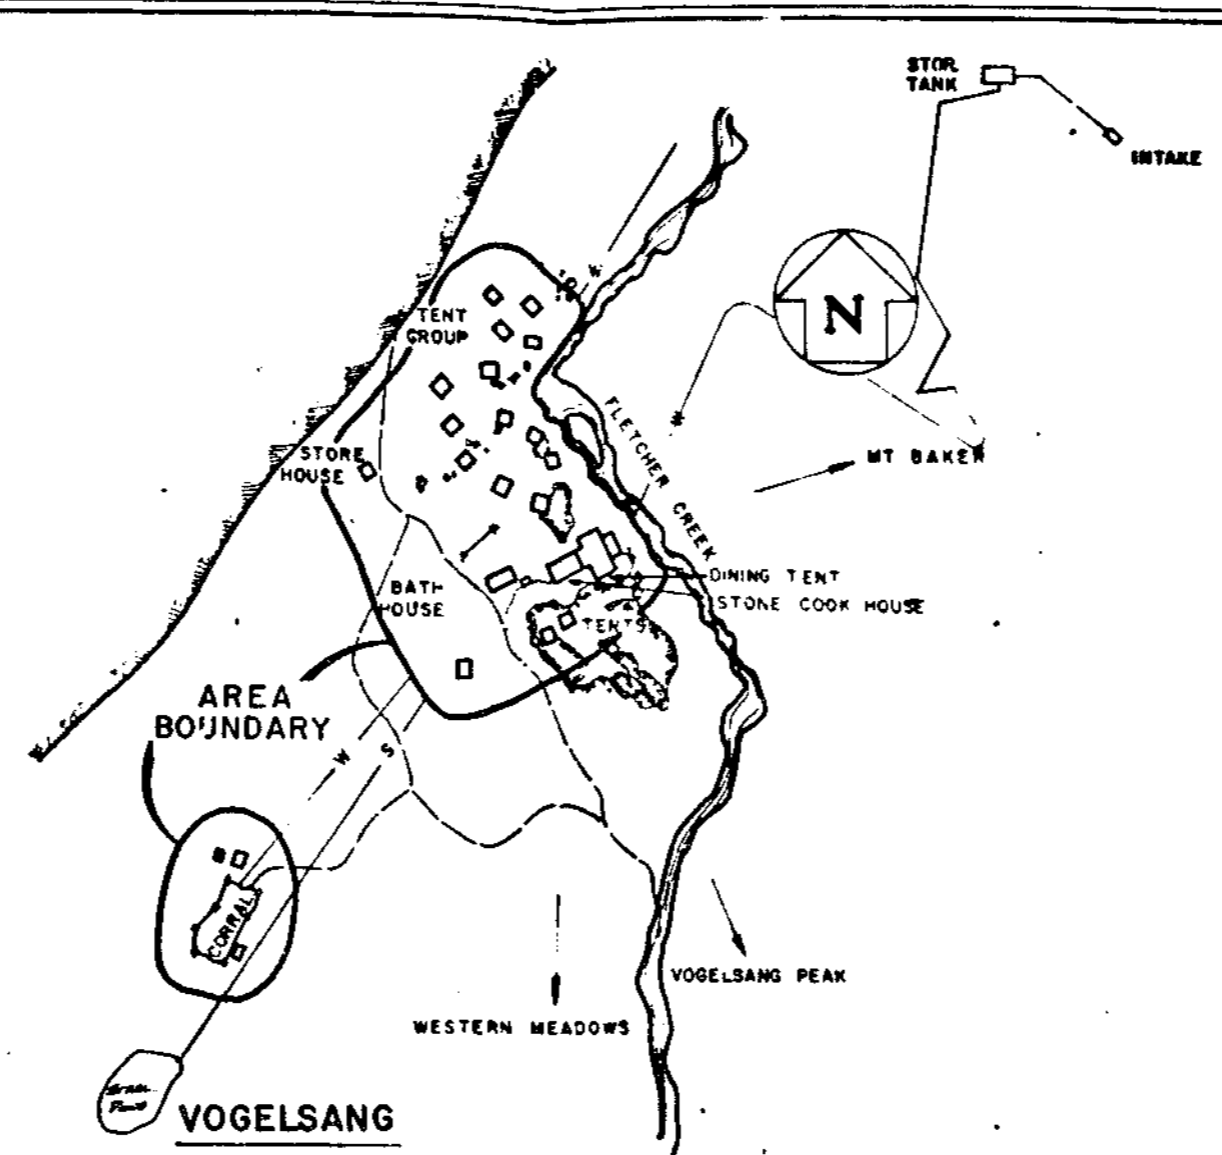 STOR.
TANK
INTAKE
W
TENT
GROUP
N
FLETCHER CREEK
W
STORE
HOUSE
MT BAKER
BATH
HOUSE
DINING TENT
STONE COOK HOUSE
TENTS
AREA
BOUNDARY
W
S
CORRAL
VOGELSANG PEAK
WESTERN MEADOWS
VOGELSANG